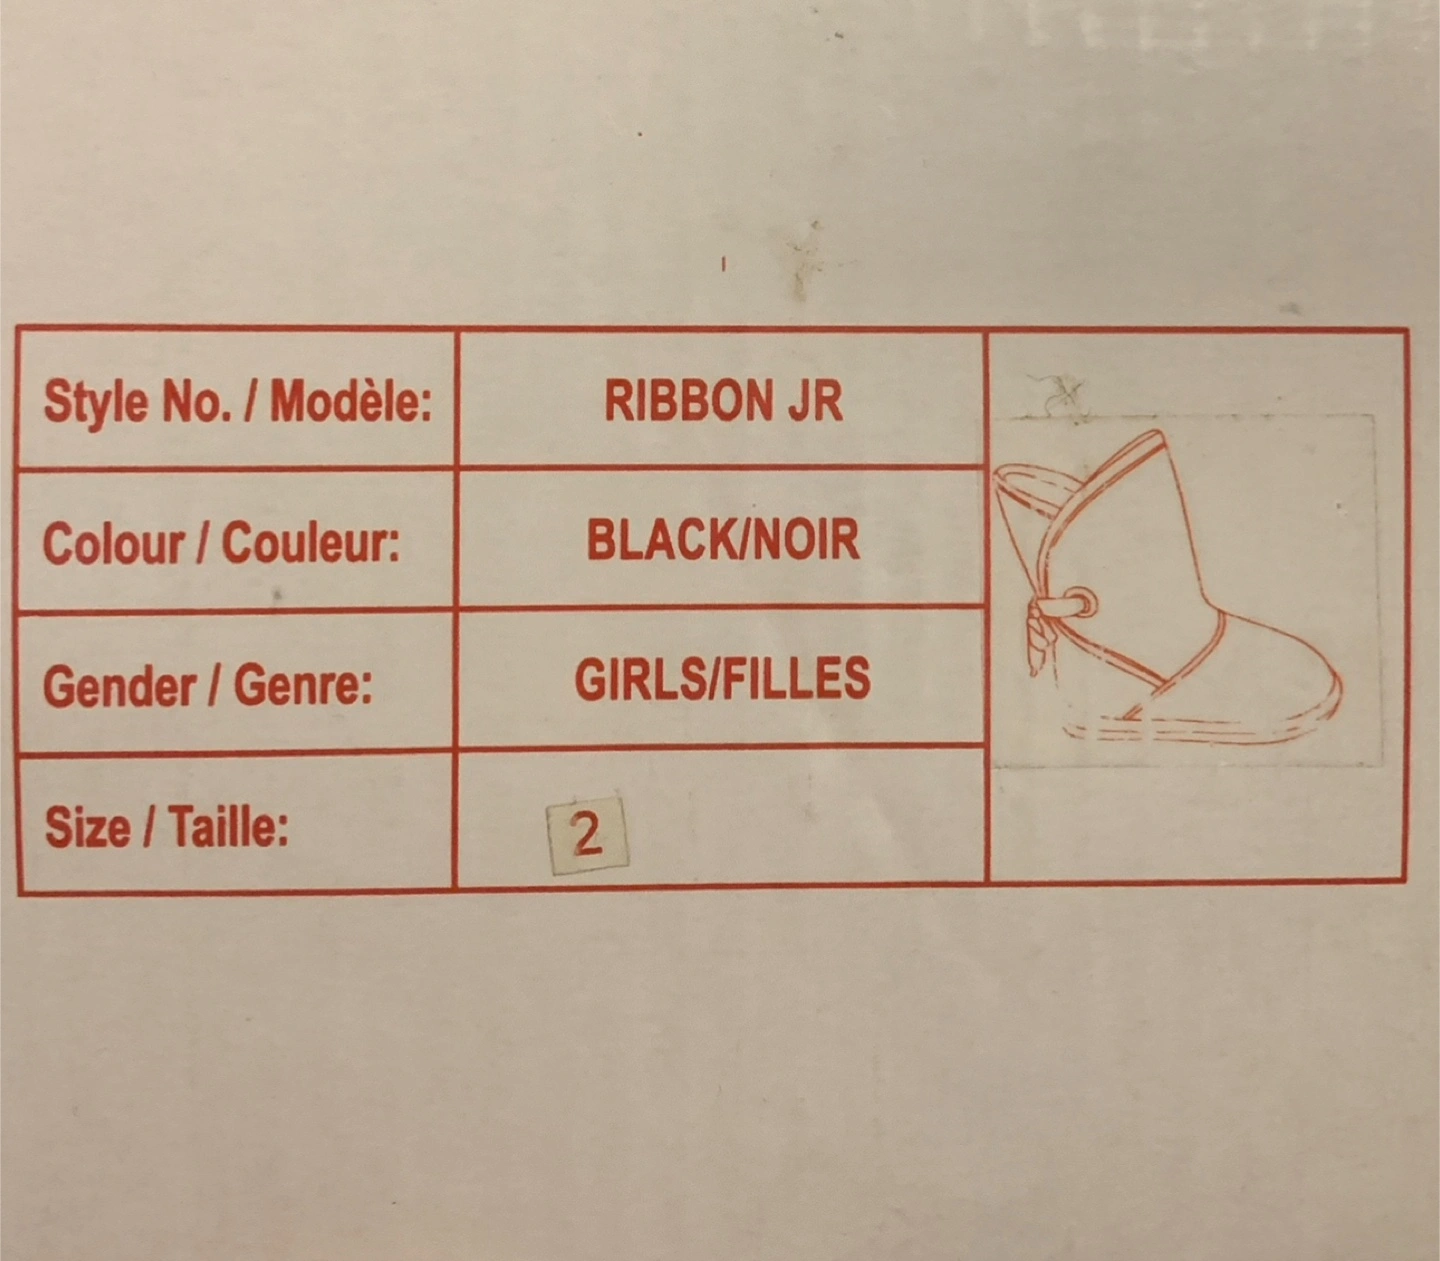 Style No. / Modèle: RIBBON JR
Colour / Couleur: BLACK/NOIR
Gender / Genre: GIRLS/FILLES
Size / Taille: 2